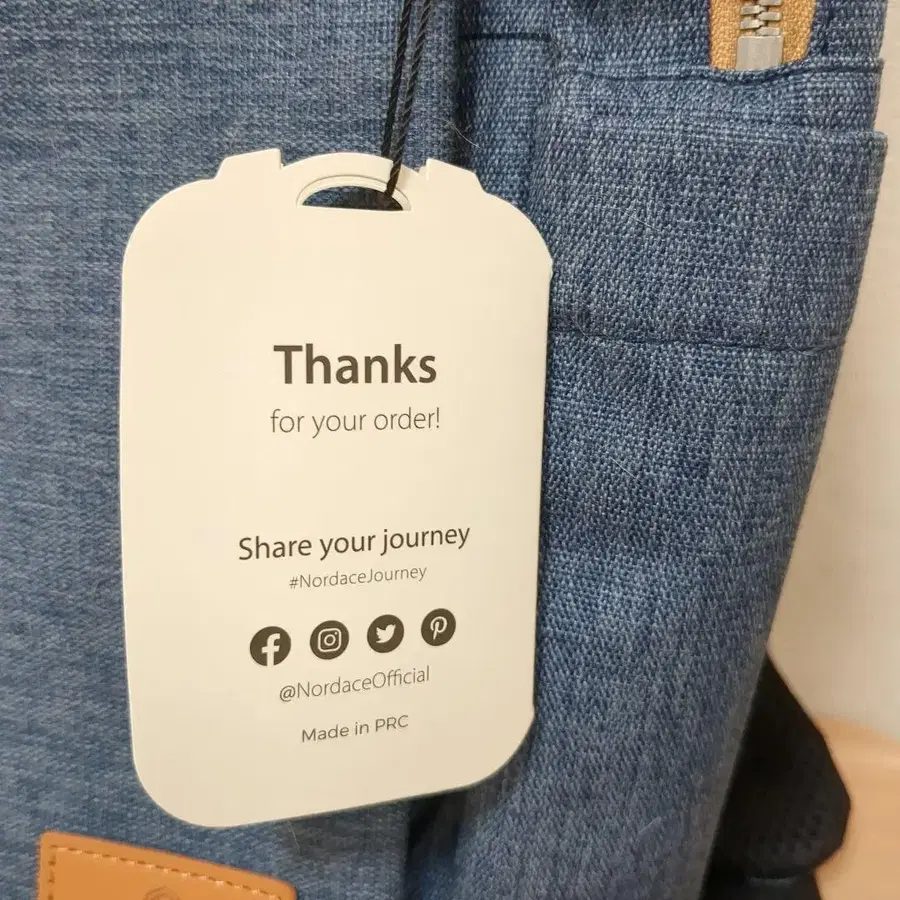 Thanks
for your order!
Share your journey
#NordaceJourney
@NordaceOfficial
Made in PRC